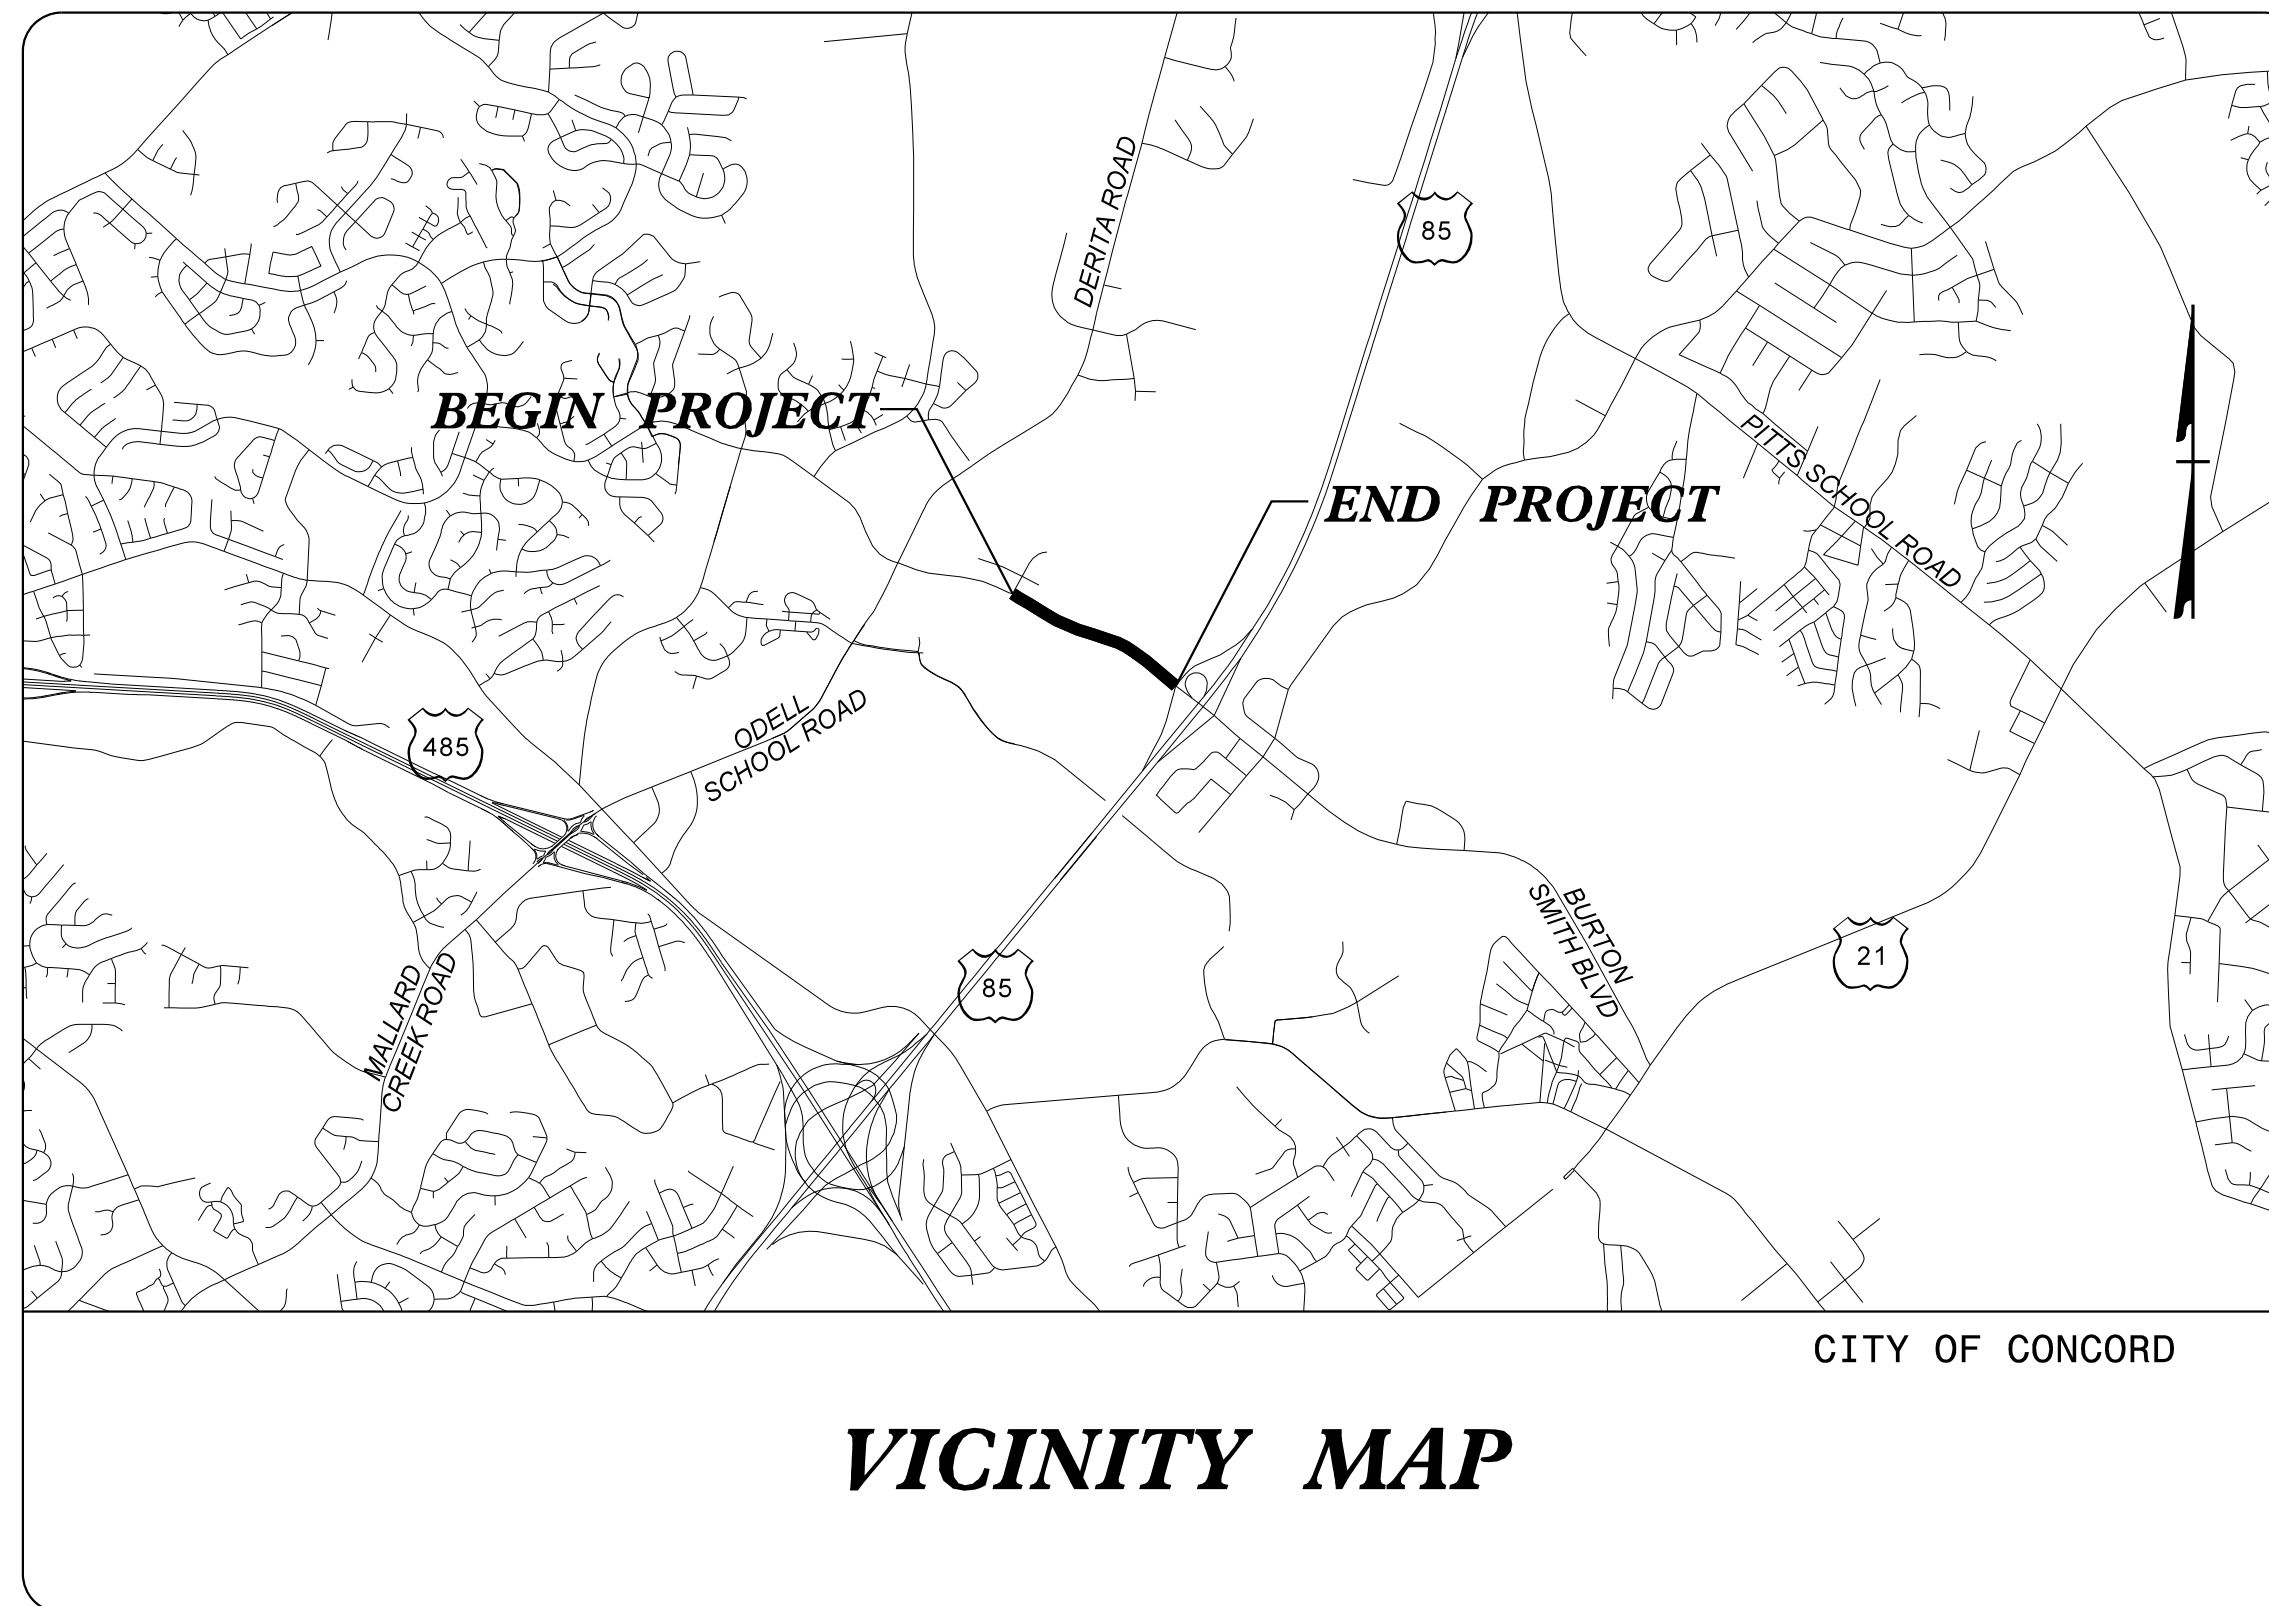 DERITA ROAD
85
BEGIN PROJECT
END PROJECT
PITTS SCHOOL ROAD
485
ODELL
SCHOOL ROAD
BURTON
SMITH BLVD
21
85
MALLARD
CREEK ROAD
CITY OF CONCORD
VICINITY MAP